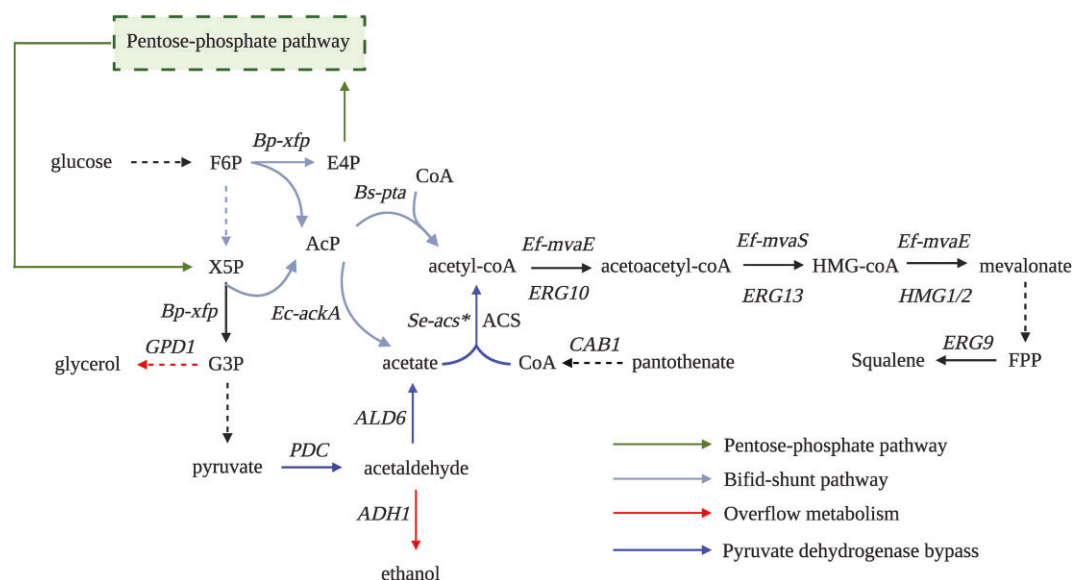 Pentose-phosphate pathway
Bp-xfp
glucose
F6P
E4P
CoA
Bs-pta
AcP
X5P
acetyl-coA
Ef-mvaE
ERG10
acetoacetyl-coA
Ef-mvaS
ERG13
HMG-coA
Ef-mvaE
HMG1/2
mevalonate
Bp-xfp
Ec-ackA
Se-acs*
ACS
GPD1
glycerol
G3P
acetate
CoA
CAB1
pantothenate
Squalene
ERG9
FPP
ALD6
pyruvate
PDC
acetaldehyde
ADH1
ethanol
Pentose-phosphate pathway
Bifid-shunt pathway
Overflow metabolism
Pyruvate dehydrogenase bypass